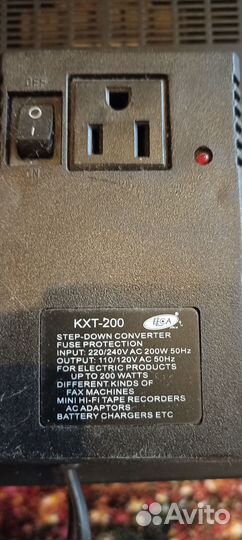 OFF
ON
KXT-200
STEP-DOWN CONVERTER
FUSE PROTECTION
INPUT: 220/240V AC 200W 50Hz
OUTPUT: 110/120V AC 50Hz
FOR ELECTRIC PRODUCTS
UP TO 200 WATTS
DIFFERENT KINDS OF
FAX MACHINES
MINI HI-FI TAPE RECORDERS
AC ADAPTORS
BATTERY CHARGERS ETC
Avito